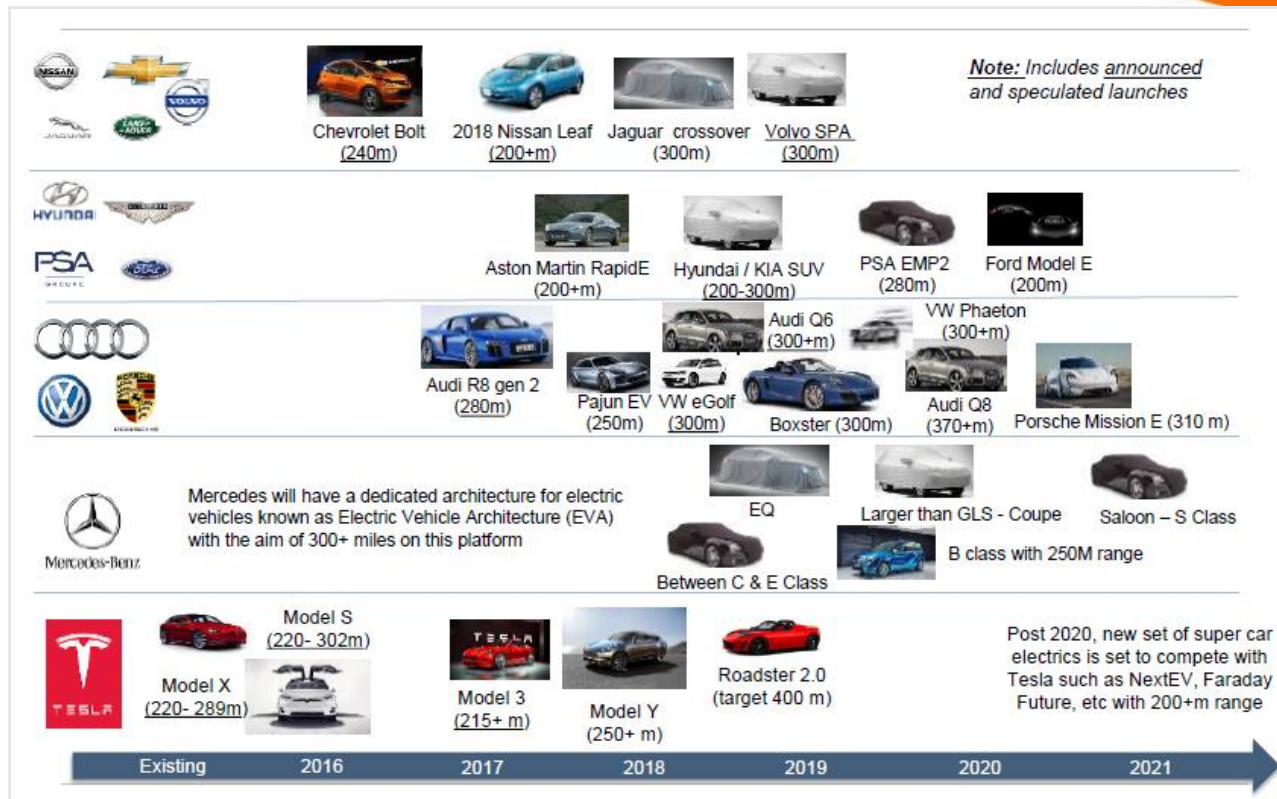 NISSAN
VOLVO
JAGUAR
LAND-
ROVER
Note: Includes announced
and speculated launches
Chevrolet Bolt
(240m)
2018 Nissan Leaf
(200+m)
Jaguar crossover
(300m)
Volvo SPA
(300m)
HYUNDAI
PSA
GROUPE
Ford
Aston Martin RapidE
(200+m)
Hyundai / KIA SUV
(200-300m)
PSA EMP2
(280m)
Ford Model E
(200m)
Audi R8 gen 2
(280m)
Pajun EV
(250m)
VW eGolf
(300m)
Audi Q6
(300+m)
Boxster (300m)
VW Phaeton
(300+m)
Audi Q8
(370+m)
Porsche Mission E (310 m)
Mercedes-Benz
Mercedes will have a dedicated architecture for electric
vehicles known as Electric Vehicle Architecture (EVA)
with the aim of 300+ miles on this platform
EQ
Larger than GLS - Coupe
Saloon – S Class
Between C & E Class
B class with 250M range
TESLA
Model S
(220- 302m)
Model X
(220- 289m)
TESLA
Model 3
(215+ m)
Model Y
(250+ m)
Roadster 2.0
(target 400 m)
Post 2020, new set of super car
electrics is set to compete with
Tesla such as NextEV, Faraday
Future, etc with 200+m range
Existing
2016
2017
2018
2019
2020
2021